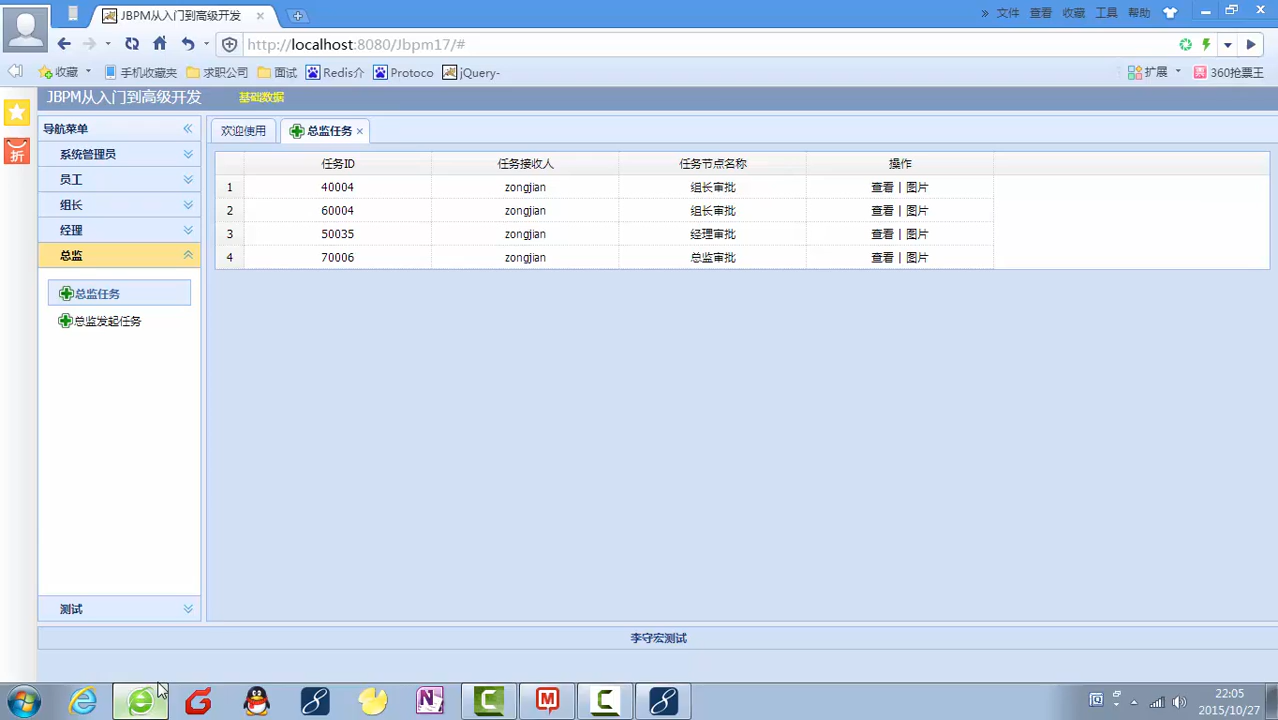 JBPM从入门到高级开发
» 文件 查看 收藏 工具 帮助
http://localhost:8080/Jbpm17/#
收藏 手机收藏夹 求职公司 面试 Redis介 Protoco jQuery- 扩展 360抢票王
折
JBPM从入门到高级开发 基础数据
导航菜单
系统管理员
员工
组长
经理
总监
总监任务
总监发起任务
测试
欢迎使用 总监任务
任务ID 任务接收人 任务节点名称 操作
1 40004 zongjian 组长审批 查看 | 图片
2 60004 zongjian 组长审批 查看 | 图片
3 50035 zongjian 经理审批 查看 | 图片
4 70006 zongjian 总监审批 查看 | 图片
李守宏测试
22:05
2015/10/27